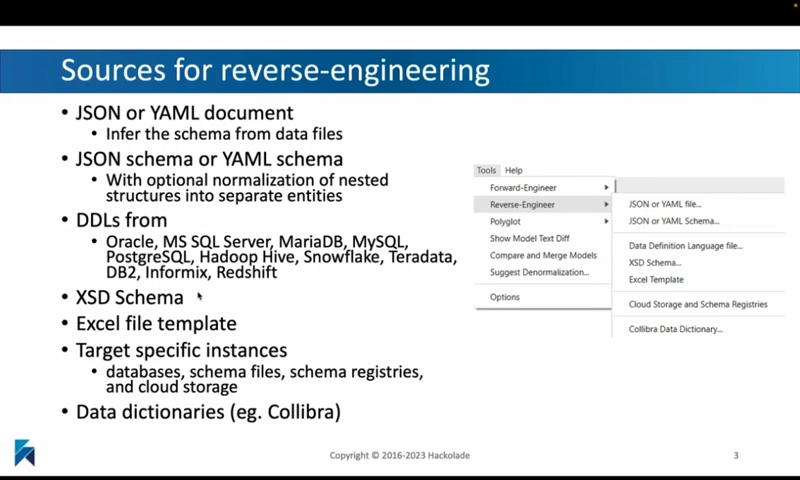 Sources for reverse-engineering
• JSON or YAML document
• Infer the schema from data files
• JSON schema or YAML schema
• With optional normalization of nested
structures into separate entities
• DDLs from
• Oracle, MS SQL Server, MariaDB, MySQL,
PostgreSQL, Hadoop Hive, Snowflake, Teradata,
DB2, Informix, Redshift
• XSD Schema
• Excel file template
• Target specific instances
• databases, schema files, schema registries,
and cloud storage
• Data dictionaries (eg. Collibra)
Tools Help
Forward-Engineer
Reverse-Engineer
Polyglot
Show Model Text Diff
Compare and Merge Models
Suggest Denormalization...
Options
JSON or YAML file...
JSON or YAML Schema...
Data Definition Language file...
XSD Schema...
Excel Template
Cloud Storage and Schema Registries
Collibra Data Dictionary...
Copyright © 2016-2023 Hackolade
3